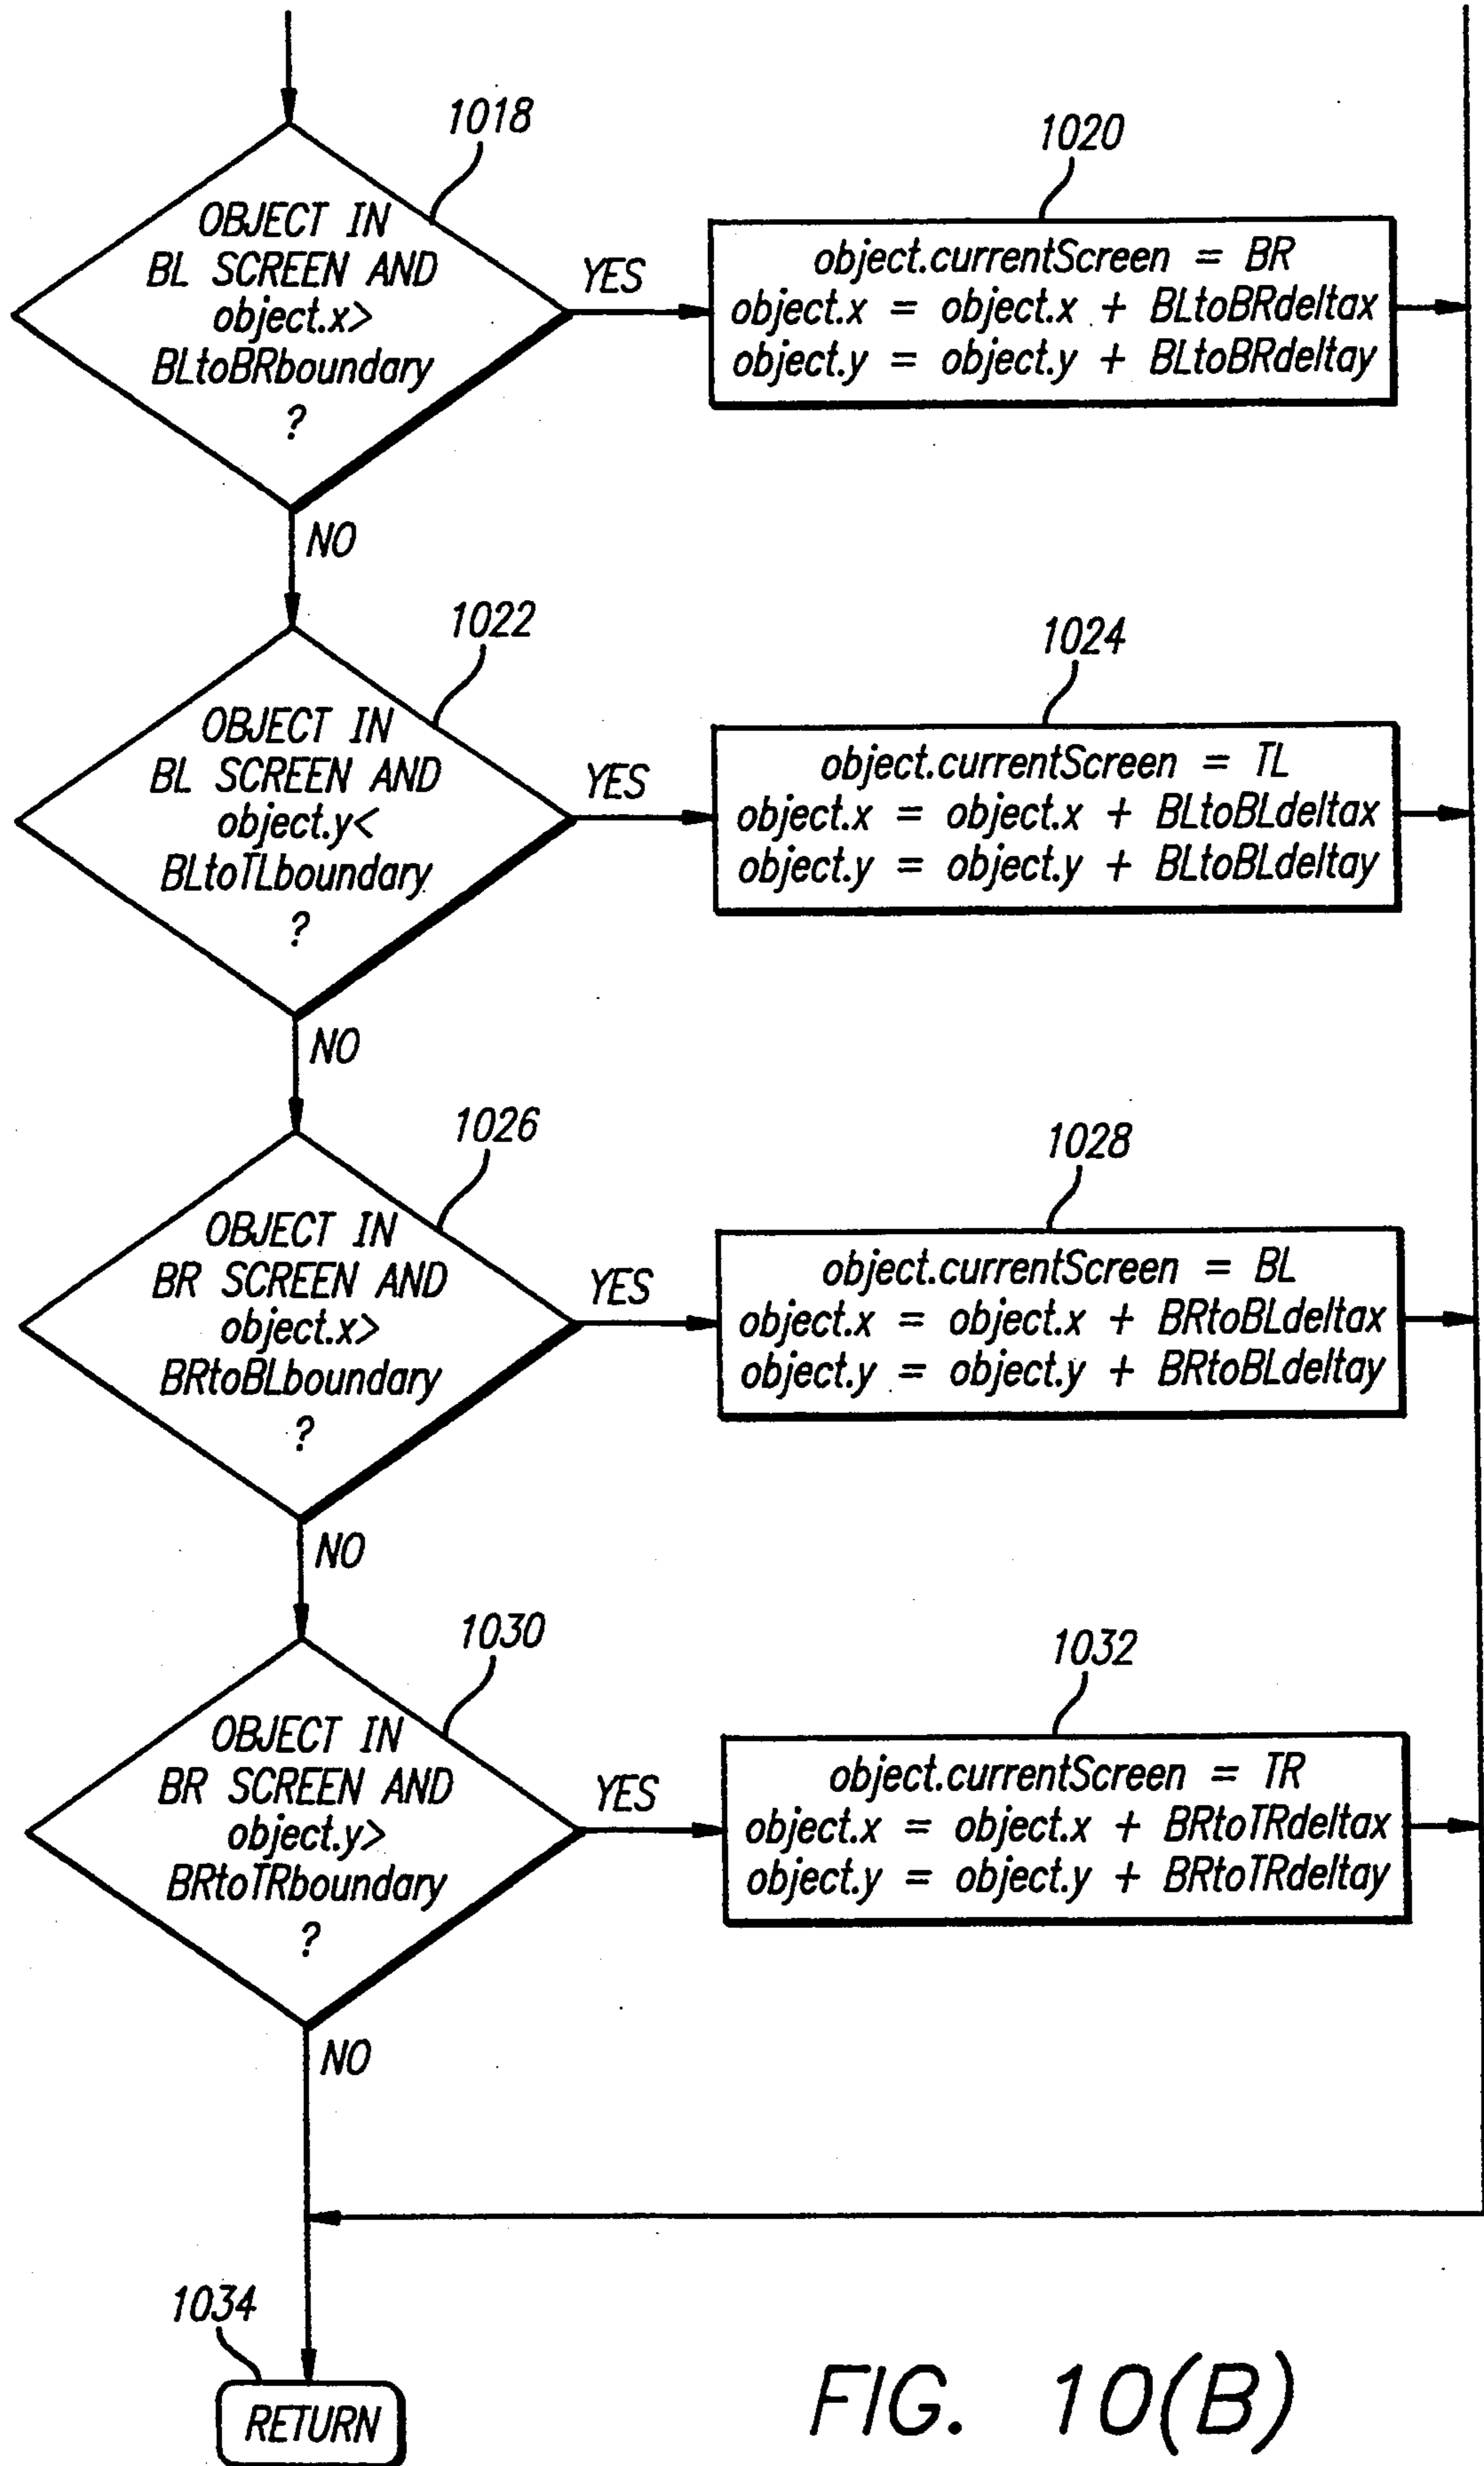 1018
OBJECT IN
BL SCREEN AND
object.x>
BLtoBRboundary
?
YES
NO
1020
object.currentScreen = BR
object.x = object.x + BLtoBRdeltax
object.y = object.y + BLtoBRdeltay
1022
OBJECT IN
BL SCREEN AND
object.y<
BLtoTLboundary
?
YES
NO
1024
object.currentScreen = TL
object.x = object.x + BLtoBLdeltax
object.y = object.y + BLtoBLdeltay
1026
OBJECT IN
BR SCREEN AND
object.x>
BRtoBLboundary
?
YES
NO
1028
object.currentScreen = BL
object.x = object.x + BRtoBLdeltax
object.y = object.y + BRtoBLdeltay
1030
OBJECT IN
BR SCREEN AND
object.y>
BRtoTRboundary
?
YES
NO
1032
object.currentScreen = TR
object.x = object.x + BRtoTRdeltax
object.y = object.y + BRtoTRdeltay
1034
RETURN
FIG. 10(B)